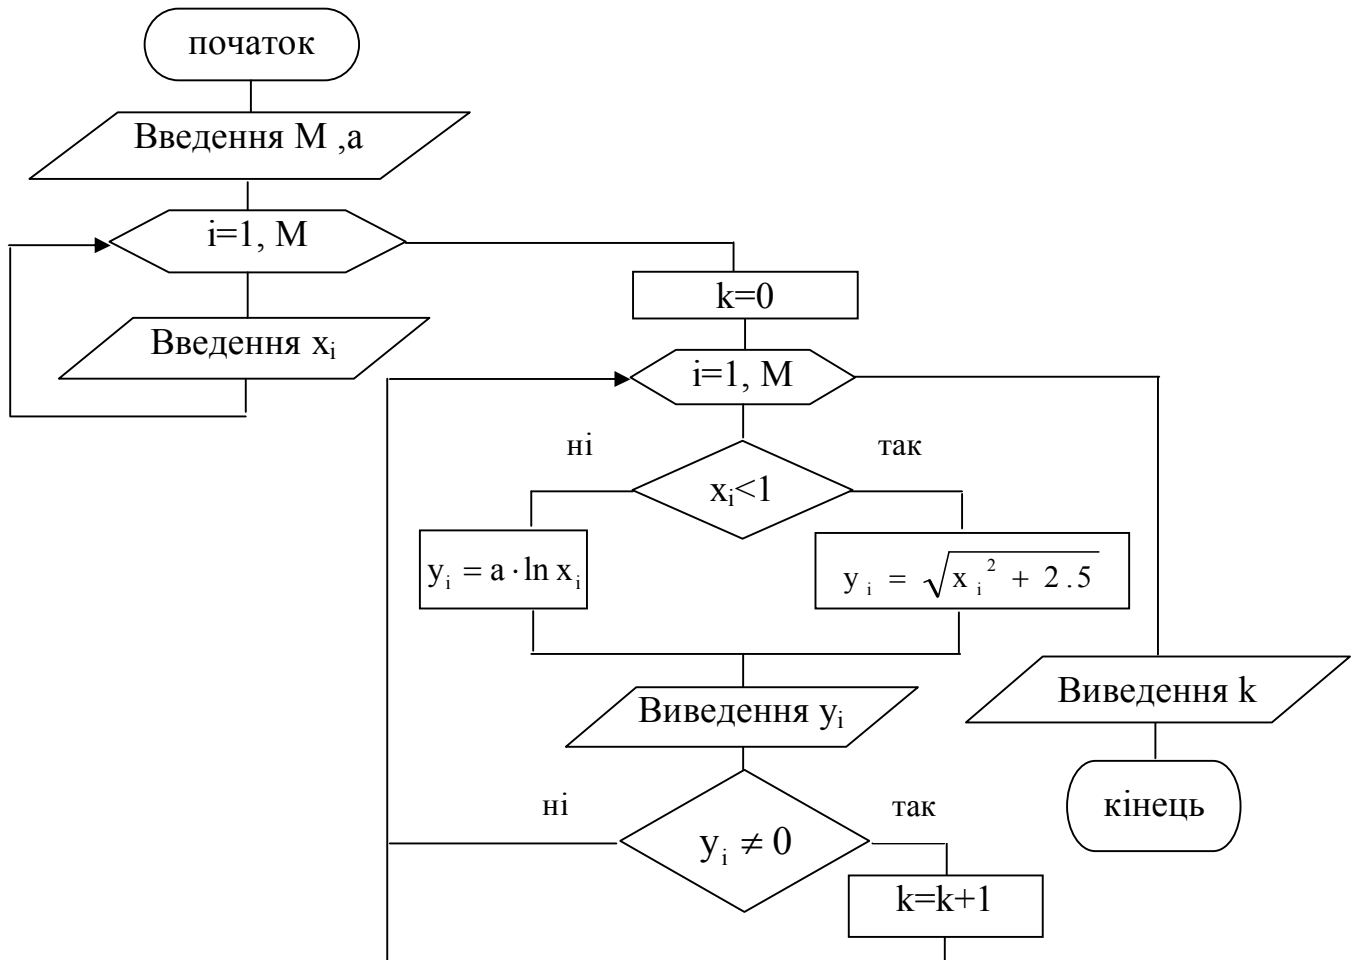 початок
Введення M ,a
i=1, M
Введення xᵢ
k=0
i=1, M
ні
так
xᵢ<1
yᵢ = a · ln xᵢ
yᵢ = √(xᵢ² + 2.5)
Виведення yᵢ
Виведення k
кінець
ні
так
yᵢ ≠ 0
k=k+1